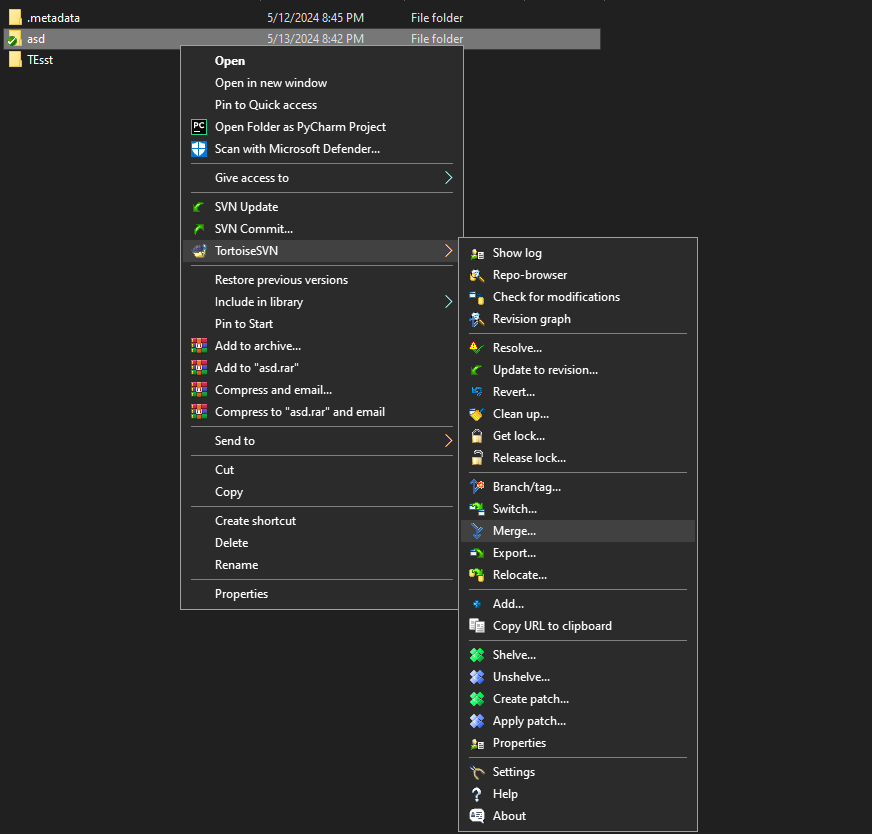 .metadata 5/12/2024 8:45 PM File folder
asd 5/13/2024 8:42 PM File folder
TEsst
Open
Open in new window
Pin to Quick access
PC Open Folder as PyCharm Project
Scan with Microsoft Defender...
Give access to
SVN Update
SVN Commit...
TortoiseSVN
Restore previous versions
Include in library
Pin to Start
Add to archive...
Add to "asd.rar"
Compress and email...
Compress to "asd.rar" and email
Send to
Cut
Copy
Create shortcut
Delete
Rename
Properties
Show log
Repo-browser
Check for modifications
Revision graph
Resolve...
Update to revision...
Revert...
Clean up...
Get lock...
Release lock...
Branch/tag...
Switch...
Merge...
Export...
Relocate...
Add...
Copy URL to clipboard
Shelve...
Unshelve...
Create patch...
Apply patch...
Properties
Settings
Help
About